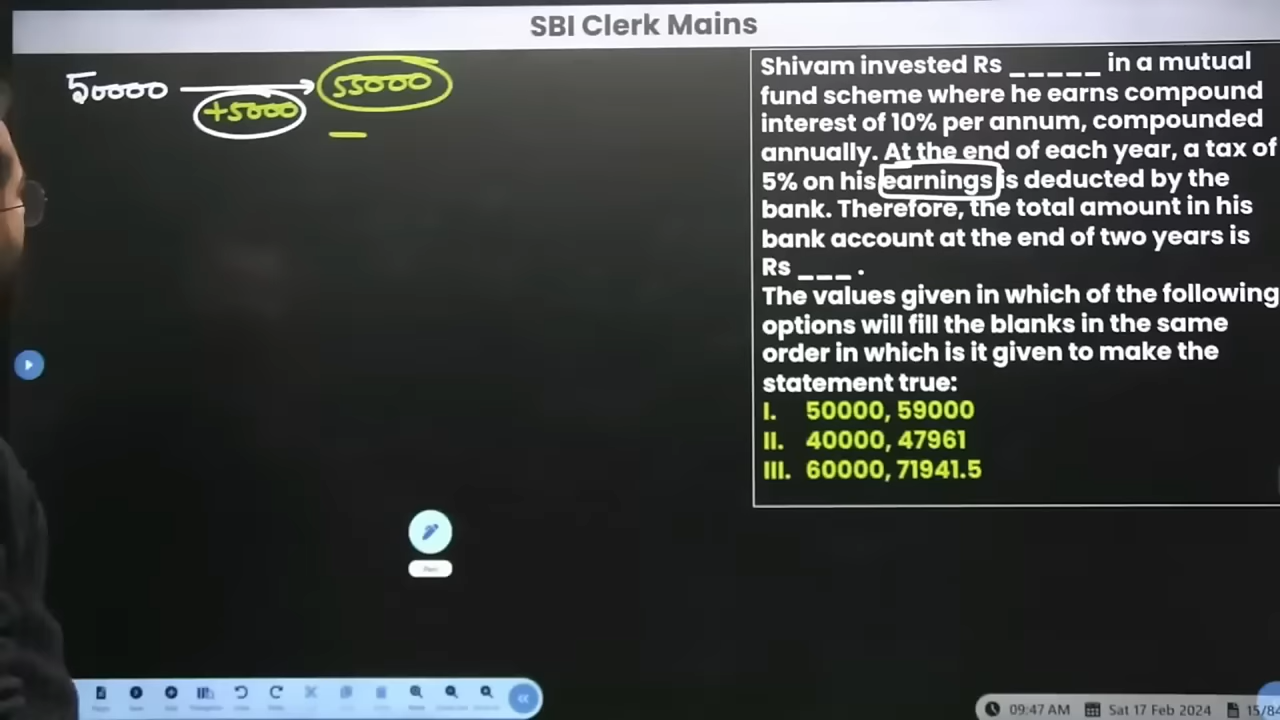 SBI Clerk Mains
50000 55000
+5000
Shivam invested Rs _____ in a mutual
fund scheme where he earns compound
interest of 10% per annum, compounded
annually. At the end of each year, a tax of
5% on his earnings is deducted by the
bank. Therefore, the total amount in his
bank account at the end of two years is
Rs ___.
The values given in which of the following
options will fill the blanks in the same
order in which is it given to make the
statement true:
I. 50000, 59000
II. 40000, 47961
III. 60000, 71941.5
Pen
09:47 AM Sat 17 Feb 2024 15/84